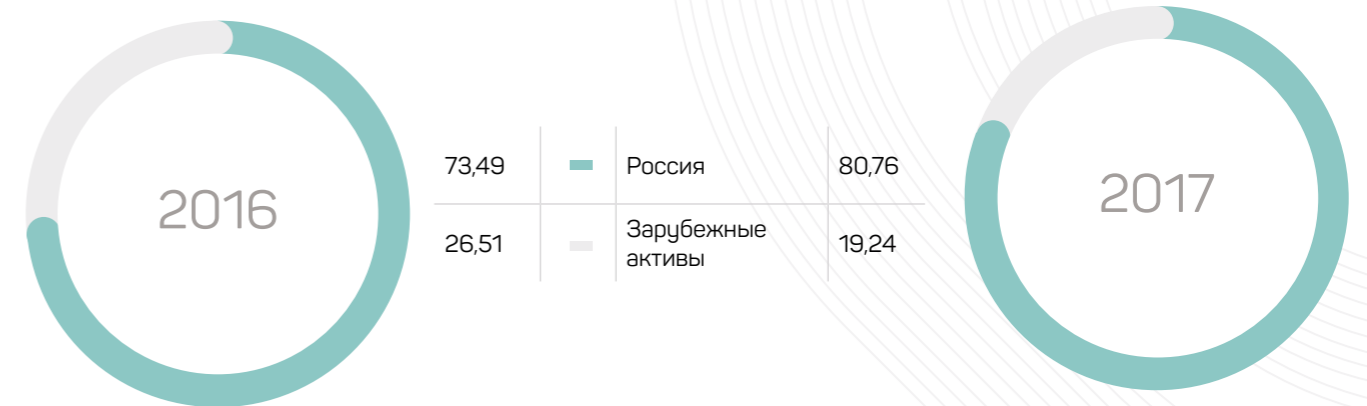 2016
73,49 Россия 80,76
26,51 Зарубежные
активы 19,24
2017